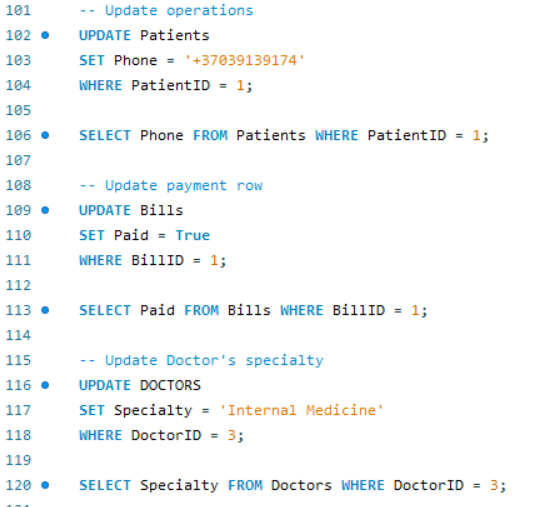 101 -- Update operations
102 UPDATE Patients
103 SET Phone = '+37039139174'
104 WHERE PatientID = 1;
105
106 SELECT Phone FROM Patients WHERE PatientID = 1;
107
108 -- Update payment row
109 UPDATE Bills
110 SET Paid = True
111 WHERE BillID = 1;
112
113 SELECT Paid FROM Bills WHERE BillID = 1;
114
115 -- Update Doctor's specialty
116 UPDATE DOCTORS
117 SET Specialty = 'Internal Medicine'
118 WHERE DoctorID = 3;
119
120 SELECT Specialty FROM Doctors WHERE DoctorID = 3;